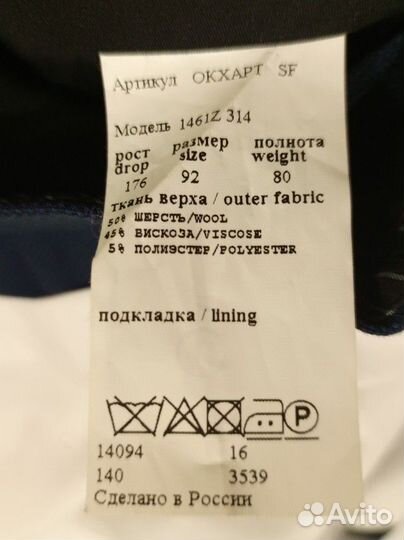 Артикул ОКХАРТ SF
Модель 1461Z 314
рост размер полнота
drop size weight
176 92 80
ткань верха / outer fabric
50% ШЕРСТЬ/WOOL
45% ВИСКОЗА/VISCOSE
5% ПОЛИЭСТЕР/POLYESTER
подкладка / lining
P
14094 16
140 3539
Сделано в России
Avito